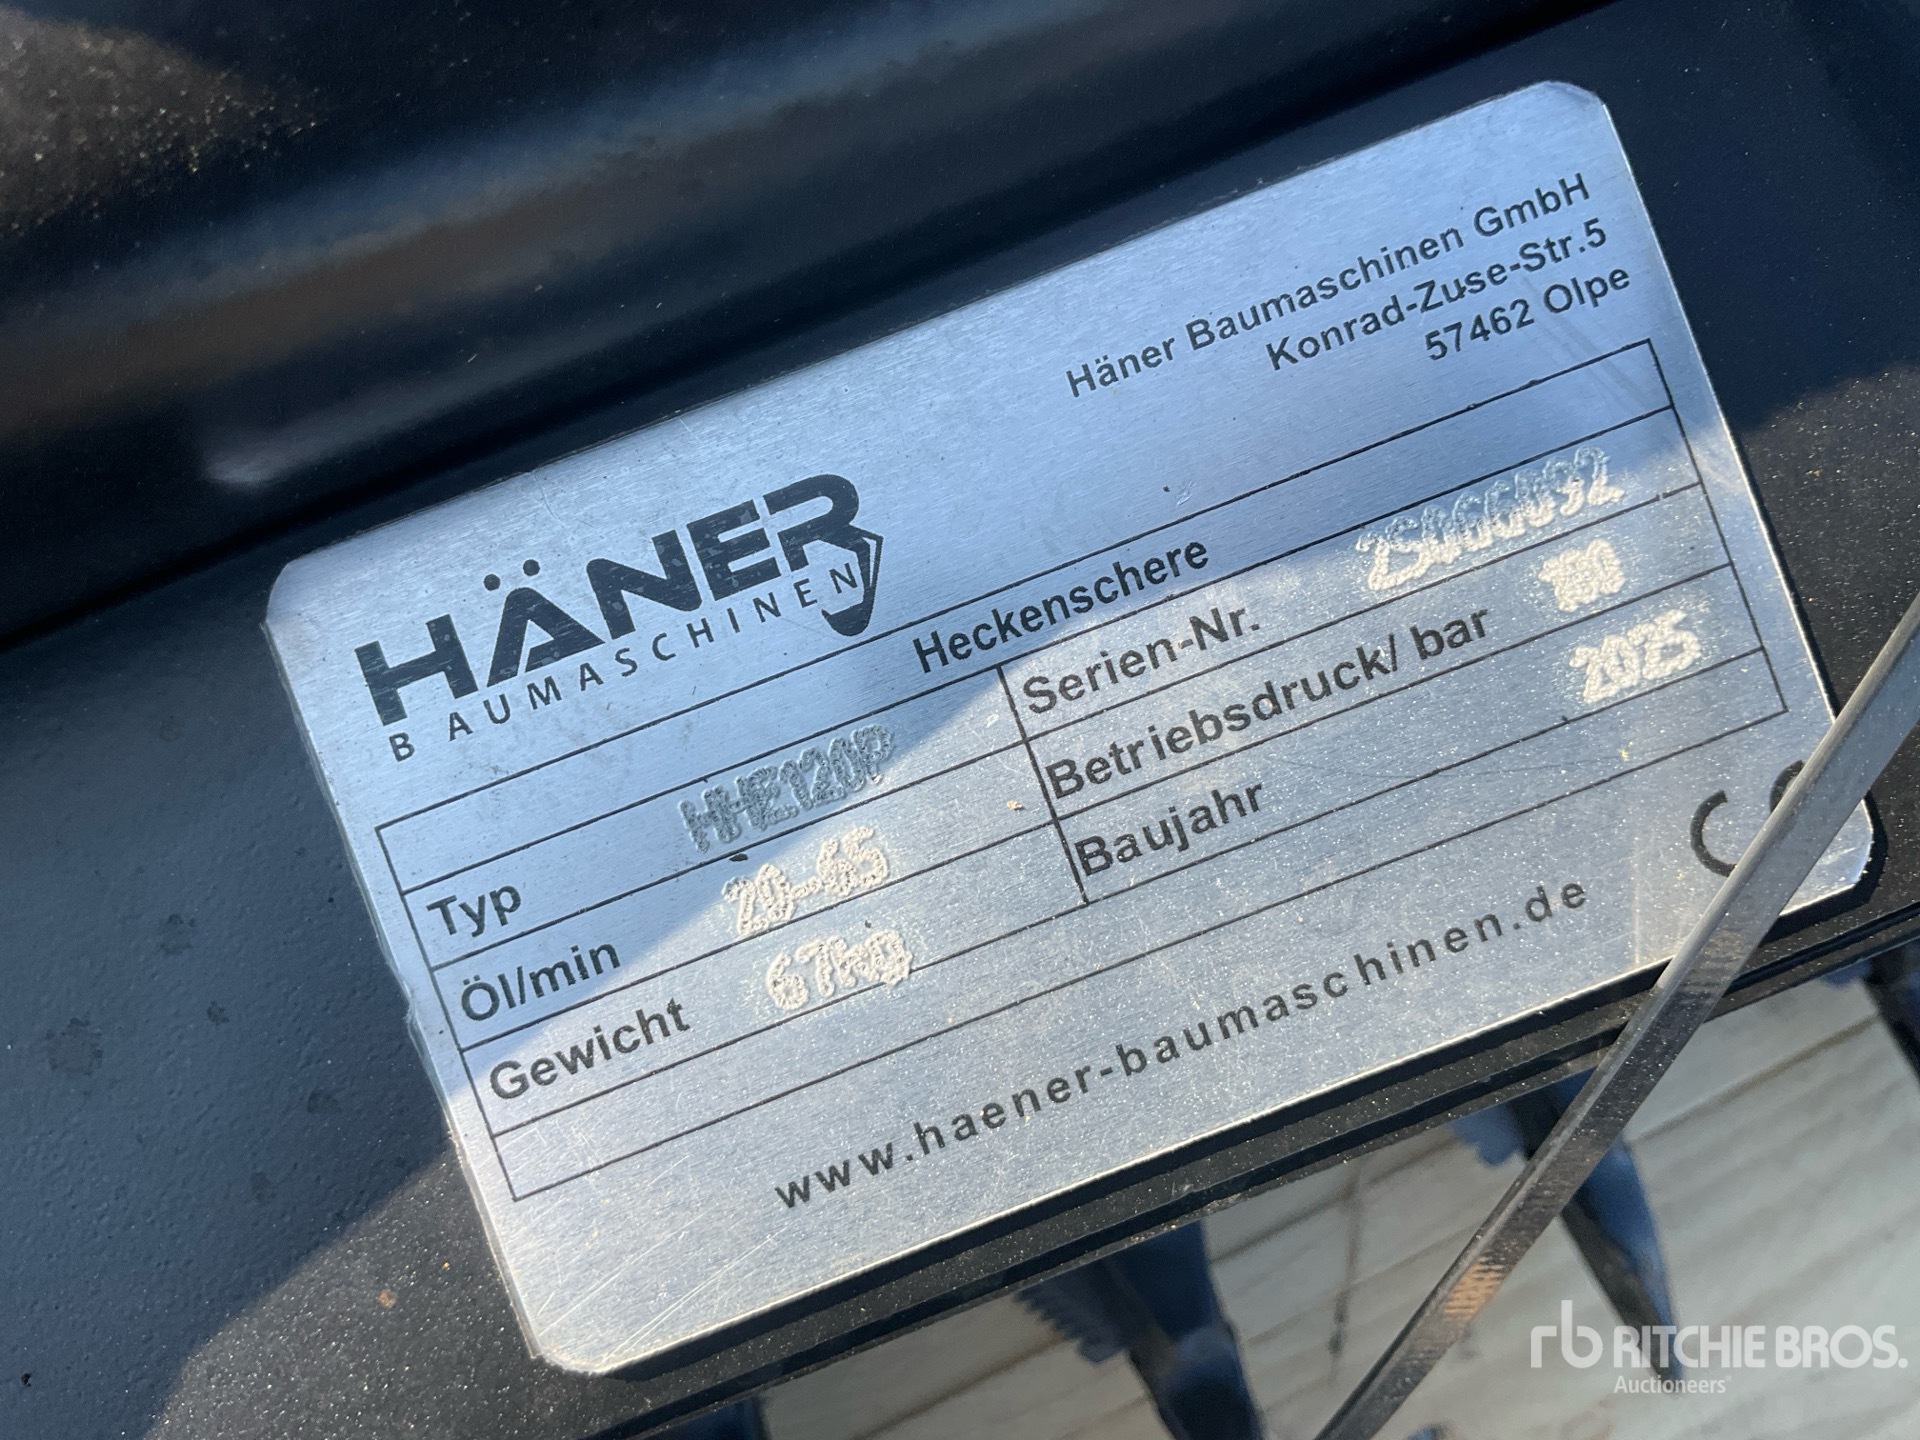 Häner Baumaschinen GmbH
Konrad-Zuse-Str.5
57462 Olpe
HÄNER
BAUMASCHINEN
Heckenschere
Typ HHE120P Serien-Nr.
Öl/min 20-65 Betriebsdruck/ bar
Gewicht 67kg Baujahr 2025
www.haener-baumaschinen.de
rb RITCHIE BROS.
Auctioneers